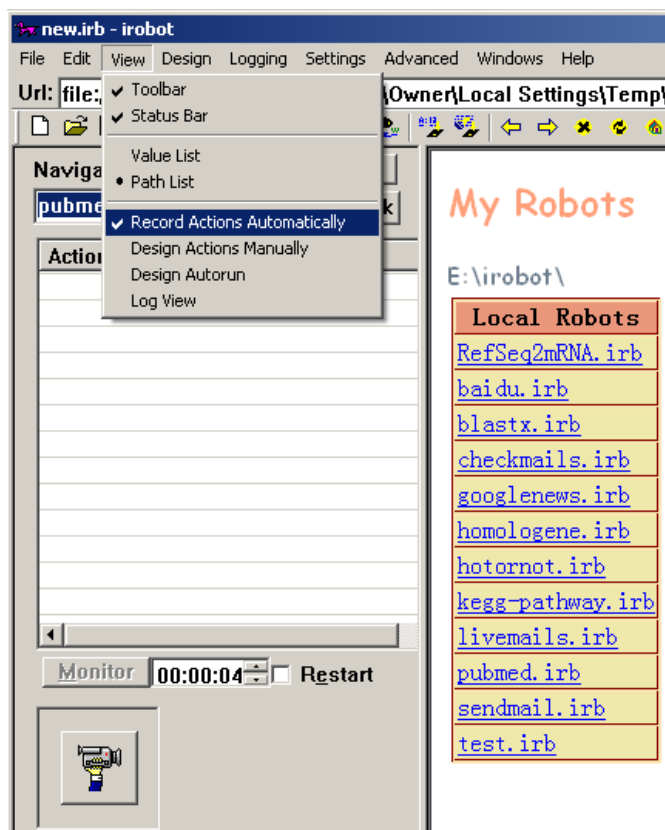 new.irb - irobot
File Edit View Design Logging Settings Advanced Windows Help
Url: file:, \Owner\Local Settings\Temp\
Toolbar
Status Bar
Value List
Path List
Record Actions Automatically
Design Actions Manually
Design Autorun
Log View
Naviga
pubme k
Action
Monitor 00:00:04 Restart
My Robots
E:\irobot\
Local Robots
RefSeq2mRNA.irb
baidu.irb
blastx.irb
checkmails.irb
googlenews.irb
homologene.irb
hotornot.irb
kegg-pathway.irb
livemails.irb
pubmed.irb
sendmail.irb
test.irb